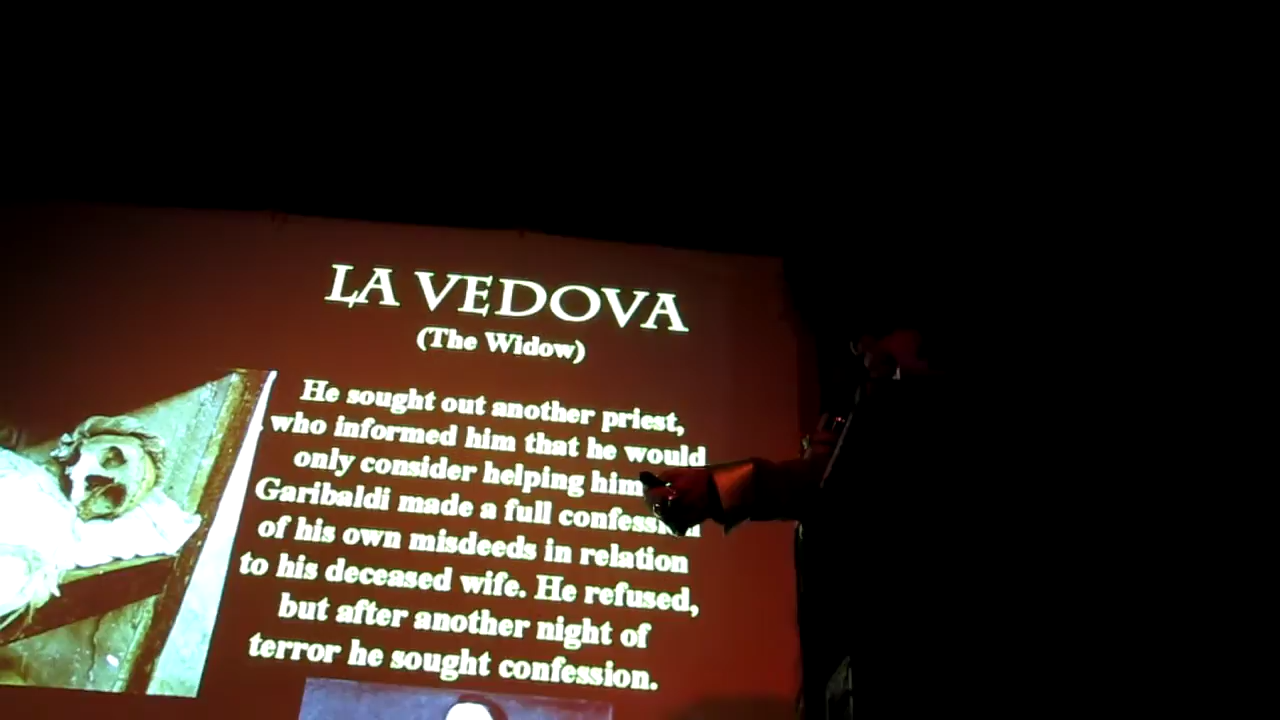 LA VEDOVA
(The Widow)
He sought out another priest,
who informed him that he would
only consider helping him
Garibaldi made a full confession
of his own misdeeds in relation
to his deceased wife. He refused,
but after another night of
terror he sought confession.